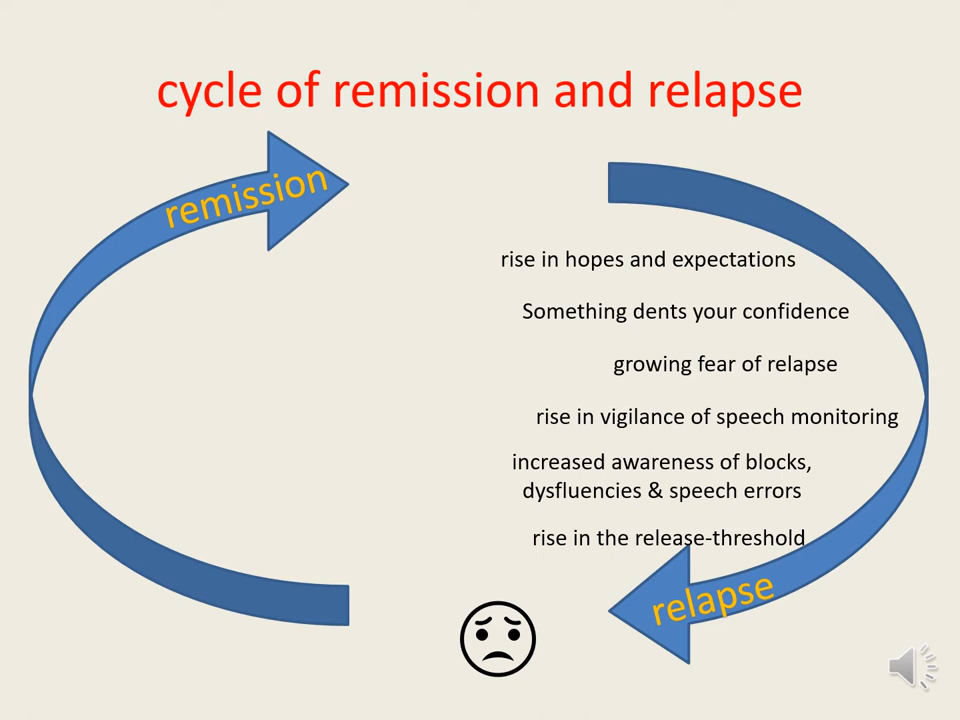 cycle of remission and relapse
remission
rise in hopes and expectations
Something dents your confidence
growing fear of relapse
rise in vigilance of speech monitoring
increased awareness of blocks,
dysfluencies & speech errors
rise in the release-threshold
relapse